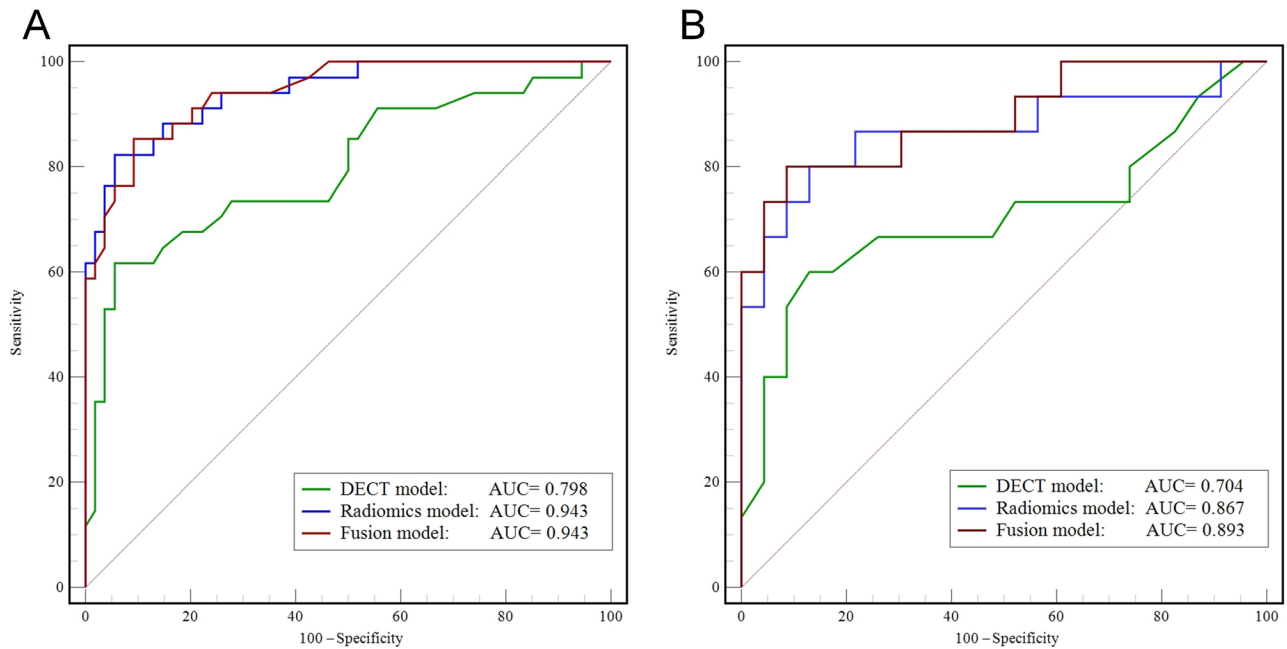 A
100
80
60
40
20
0
Sensitivity
0 20 40 60 80 100
100 – Specificity
DECT model: AUC= 0.798
Radiomics model: AUC= 0.943
Fusion model: AUC= 0.943
B
100
80
60
40
20
0
Sensitivity
0 20 40 60 80 100
100 – Specificity
DECT model: AUC= 0.704
Radiomics model: AUC= 0.867
Fusion model: AUC= 0.893